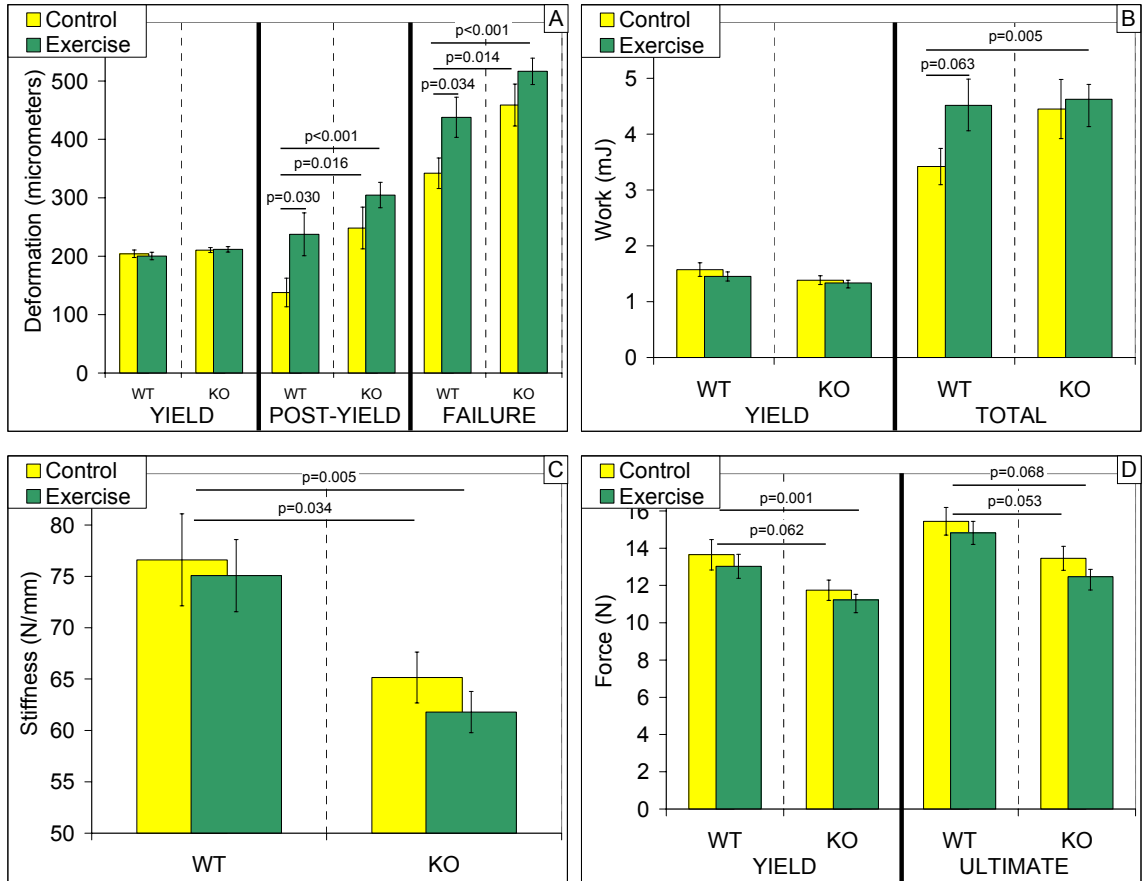 Control
Exercise
A
p<0.001
p=0.014
p=0.034
p<0.001
p=0.016
p=0.030
Deformation (micrometers)
500
400
300
200
100
0
WT KO WT KO WT KO
YIELD POST-YIELD FAILURE
Control
Exercise
B
p=0.005
p=0.063
Work (mJ)
5
4
3
2
1
0
WT KO WT KO
YIELD TOTAL
Control
Exercise
C
p=0.005
p=0.034
Stiffness (N/mm)
80
75
70
65
60
55
50
WT KO
Control
Exercise
D
p=0.068
p=0.001
p=0.053
p=0.062
Force (N)
16
14
12
10
8
6
4
2
0
WT KO WT KO
YIELD ULTIMATE